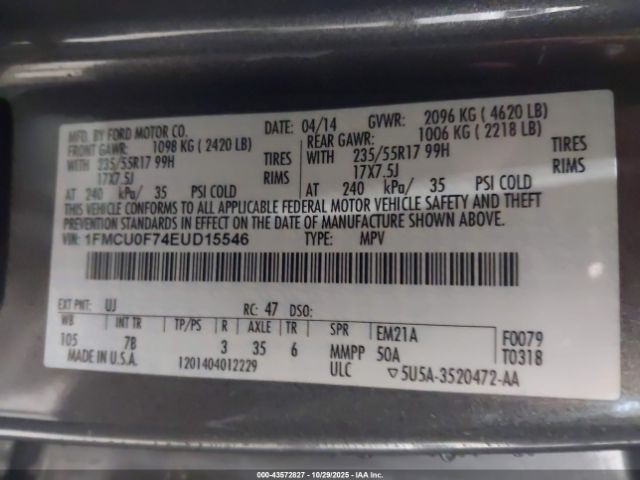 MFD. BY FORD MOTOR CO.
DATE: 04/14 GVWR: 2096 KG ( 4620 LB)
FRONT GAWR: 1098 KG ( 2420 LB) REAR GAWR: 1006 KG ( 2218 LB)
WITH 235/55R17 99H TIRES WITH 235/55R17 99H TIRES
17X7.5J RIMS 17X7.5J RIMS
AT 240 kPa/ 35 PSI COLD AT 240 kPa/ 35 PSI COLD
THIS VEHICLE CONFORMS TO ALL APPLICABLE FEDERAL MOTOR VEHICLE SAFETY AND THEFT
PREVENTION STANDARDS IN EFFECT ON THE DATE OF MANUFACTURE SHOWN ABOVE.
VIN: 1FMCU0F74EUD15546 TYPE: MPV
EXT PNT: UJ RC: 47 DSO:
WB INT TR TP/PS R AXLE TR SPR EM21A F0079
105 7B 3 35 6 MMPP 50A T0318
MADE IN U.S.A. 1201404012229 ULC ▽5U5A-3520472-AA
000-43572827 - 10/29/2025 - IAAI.COM